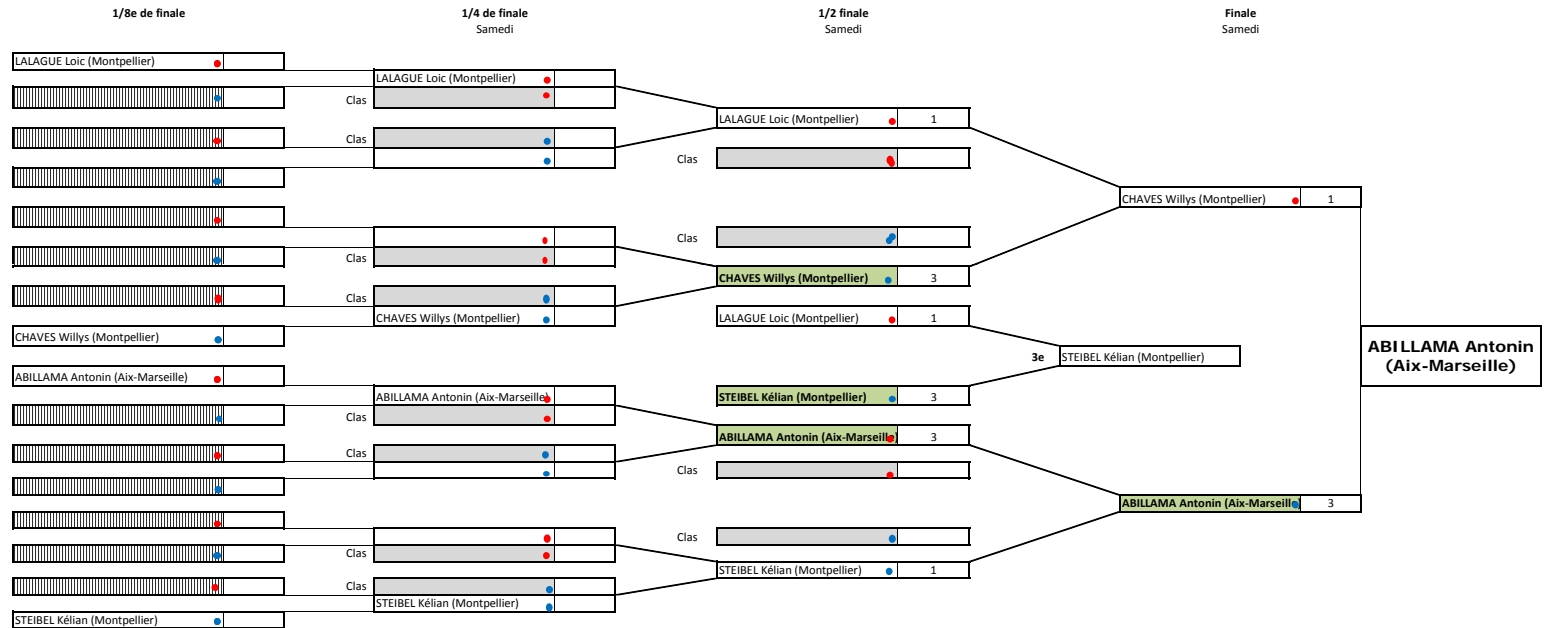 1/8e de finale
1/4 de finale
1/2 finale
Finale
Samedi
Samedi
Samedi
LALAGUE Loic (Montpellier)
LALAGUE Loic (Montpellier)
Clas
LALAGUE Loic (Montpellier) 1
Clas
Clas
CHAVES Willys (Montpellier) 1
Clas
Clas
CHAVES Willys (Montpellier) 3
Clas
CHAVES Willys (Montpellier)
LALAGUE Loic (Montpellier) 1
CHAVES Willys (Montpellier)
3e STEIBEL Kélian (Montpellier)
ABILLAMA Antonin
(Aix-Marseille)
ABILLAMA Antonin (Aix-Marseille)
ABILLAMA Antonin (Aix-Marseille)
STEIBEL Kélian (Montpellier) 3
Clas
ABILLAMA Antonin (Aix-Marseille) 3
Clas
Clas
ABILLAMA Antonin (Aix-Marseille 3
Clas
Clas
STEIBEL Kélian (Montpellier) 1
Clas
STEIBEL Kélian (Montpellier)
STEIBEL Kélian (Montpellier)